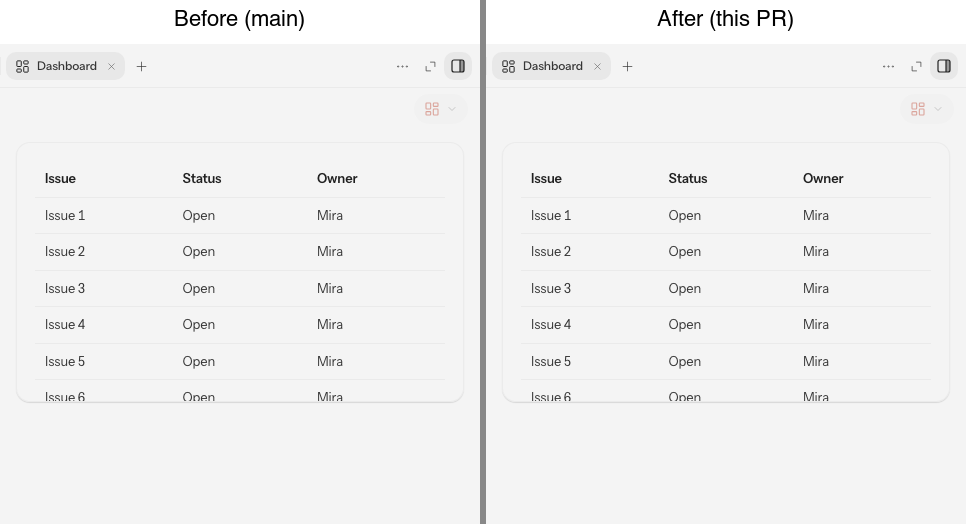 Before (main)
Dashboard
Issue Status Owner
Issue 1 Open Mira
Issue 2 Open Mira
Issue 3 Open Mira
Issue 4 Open Mira
Issue 5 Open Mira
Issue 6 Open Mira
After (this PR)
Dashboard
Issue Status Owner
Issue 1 Open Mira
Issue 2 Open Mira
Issue 3 Open Mira
Issue 4 Open Mira
Issue 5 Open Mira
Issue 6 Open Mira